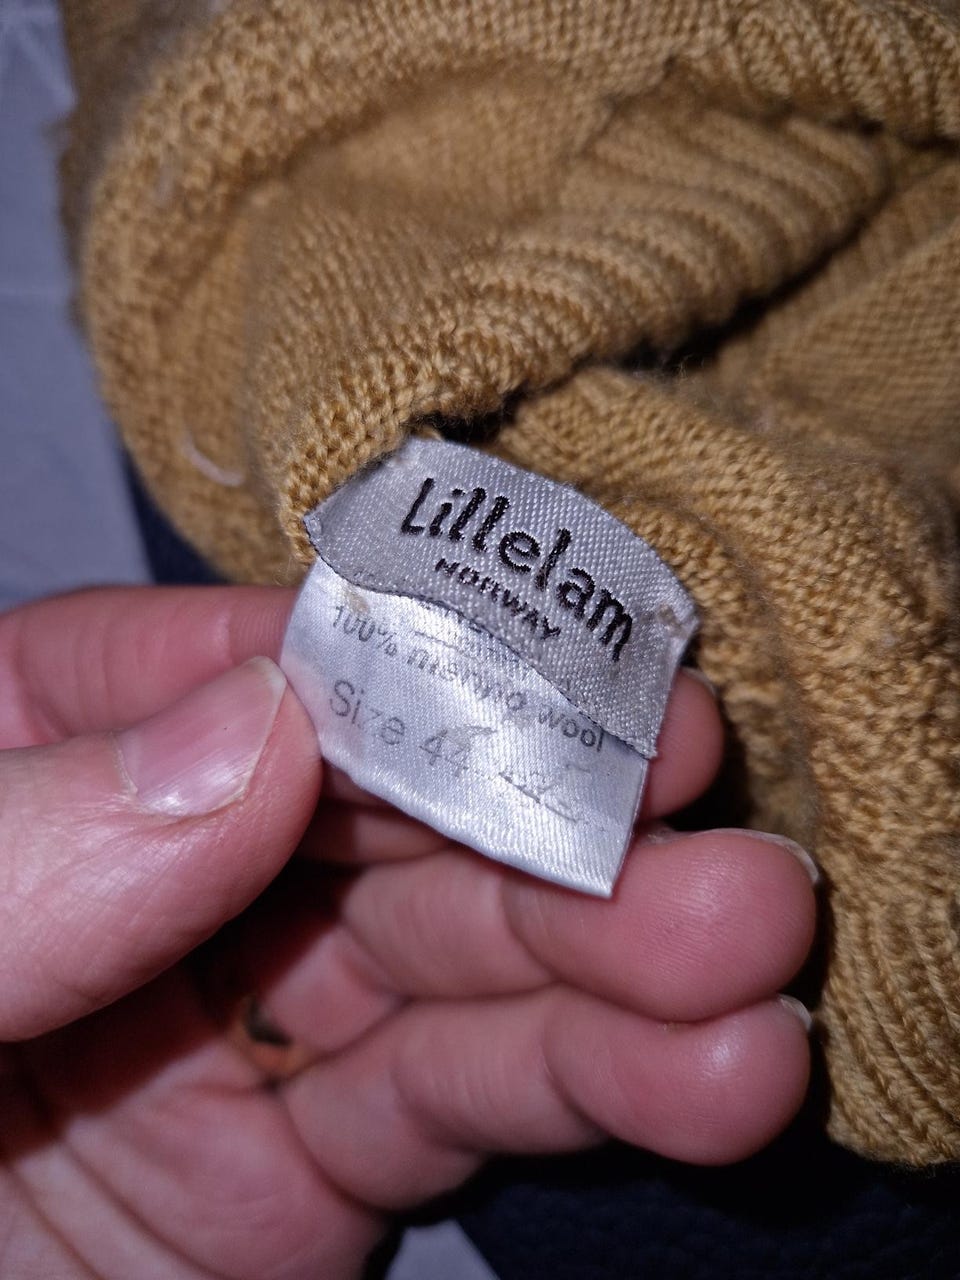 Lillelam
NORWAY
100% merino wool
Size 44